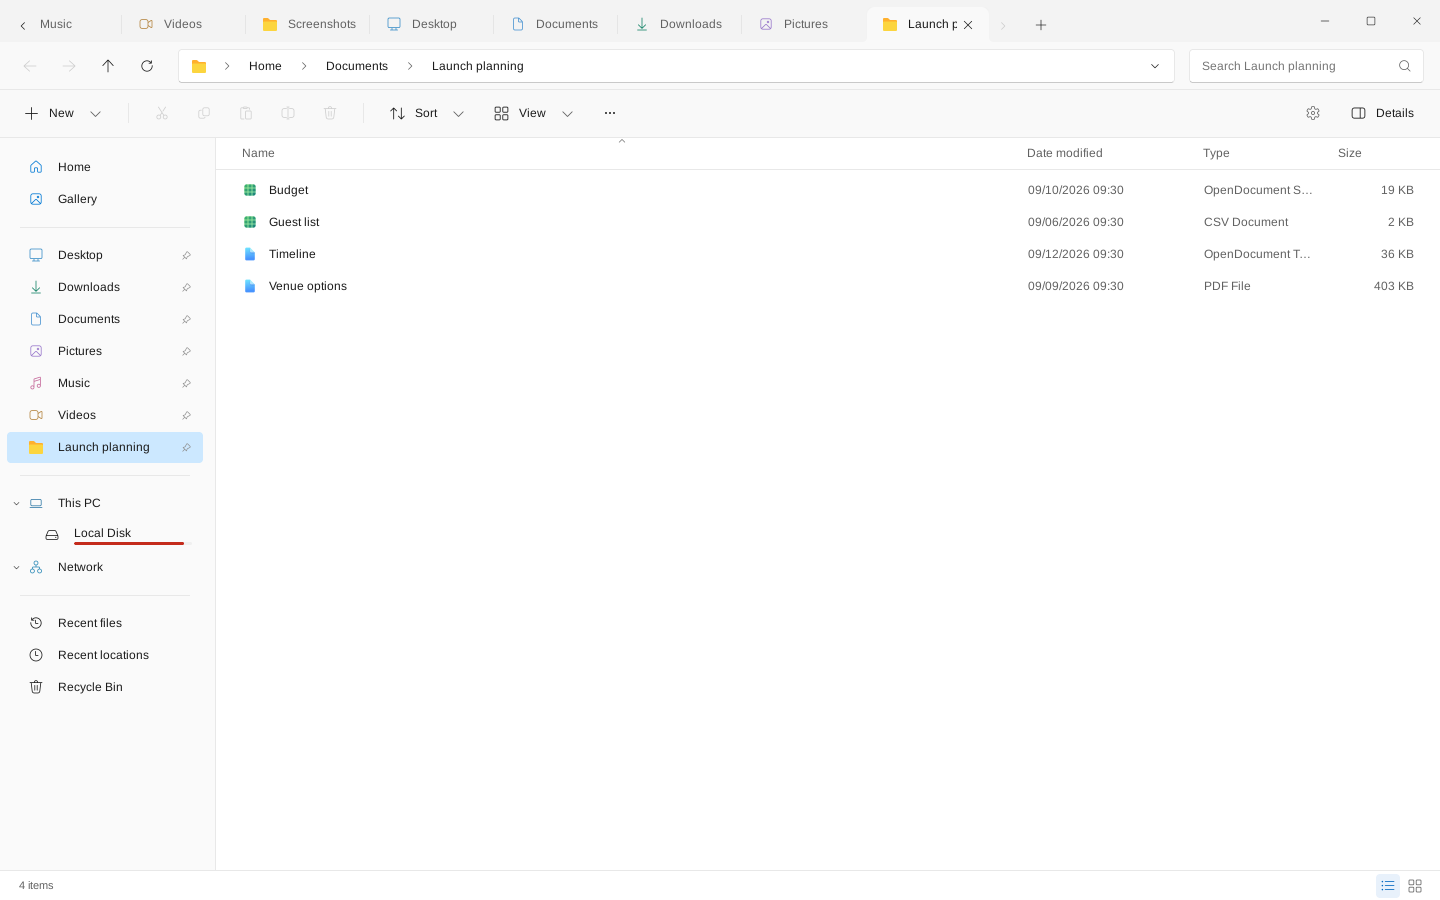 Music
Videos
Screenshots
Desktop
Documents
Downloads
Pictures
Launch p
Home
Documents
Launch planning
Search Launch planning
New
Sort
View
Details
Name
Date modified
Type
Size
Home
Gallery
Desktop
Downloads
Documents
Pictures
Music
Videos
Launch planning
This PC
Local Disk
Network
Recent files
Recent locations
Recycle Bin
Budget 09/10/2026 09:30 OpenDocument S... 19 KB
Guest list 09/06/2026 09:30 CSV Document 2 KB
Timeline 09/12/2026 09:30 OpenDocument T... 36 KB
Venue options 09/09/2026 09:30 PDF File 403 KB
4 items